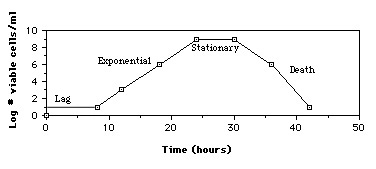 Log # viable cells/ml
10
8
6
4
2
0
Lag
Exponential
Stationary
Death
0 10 20 30 40 50
Time (hours)